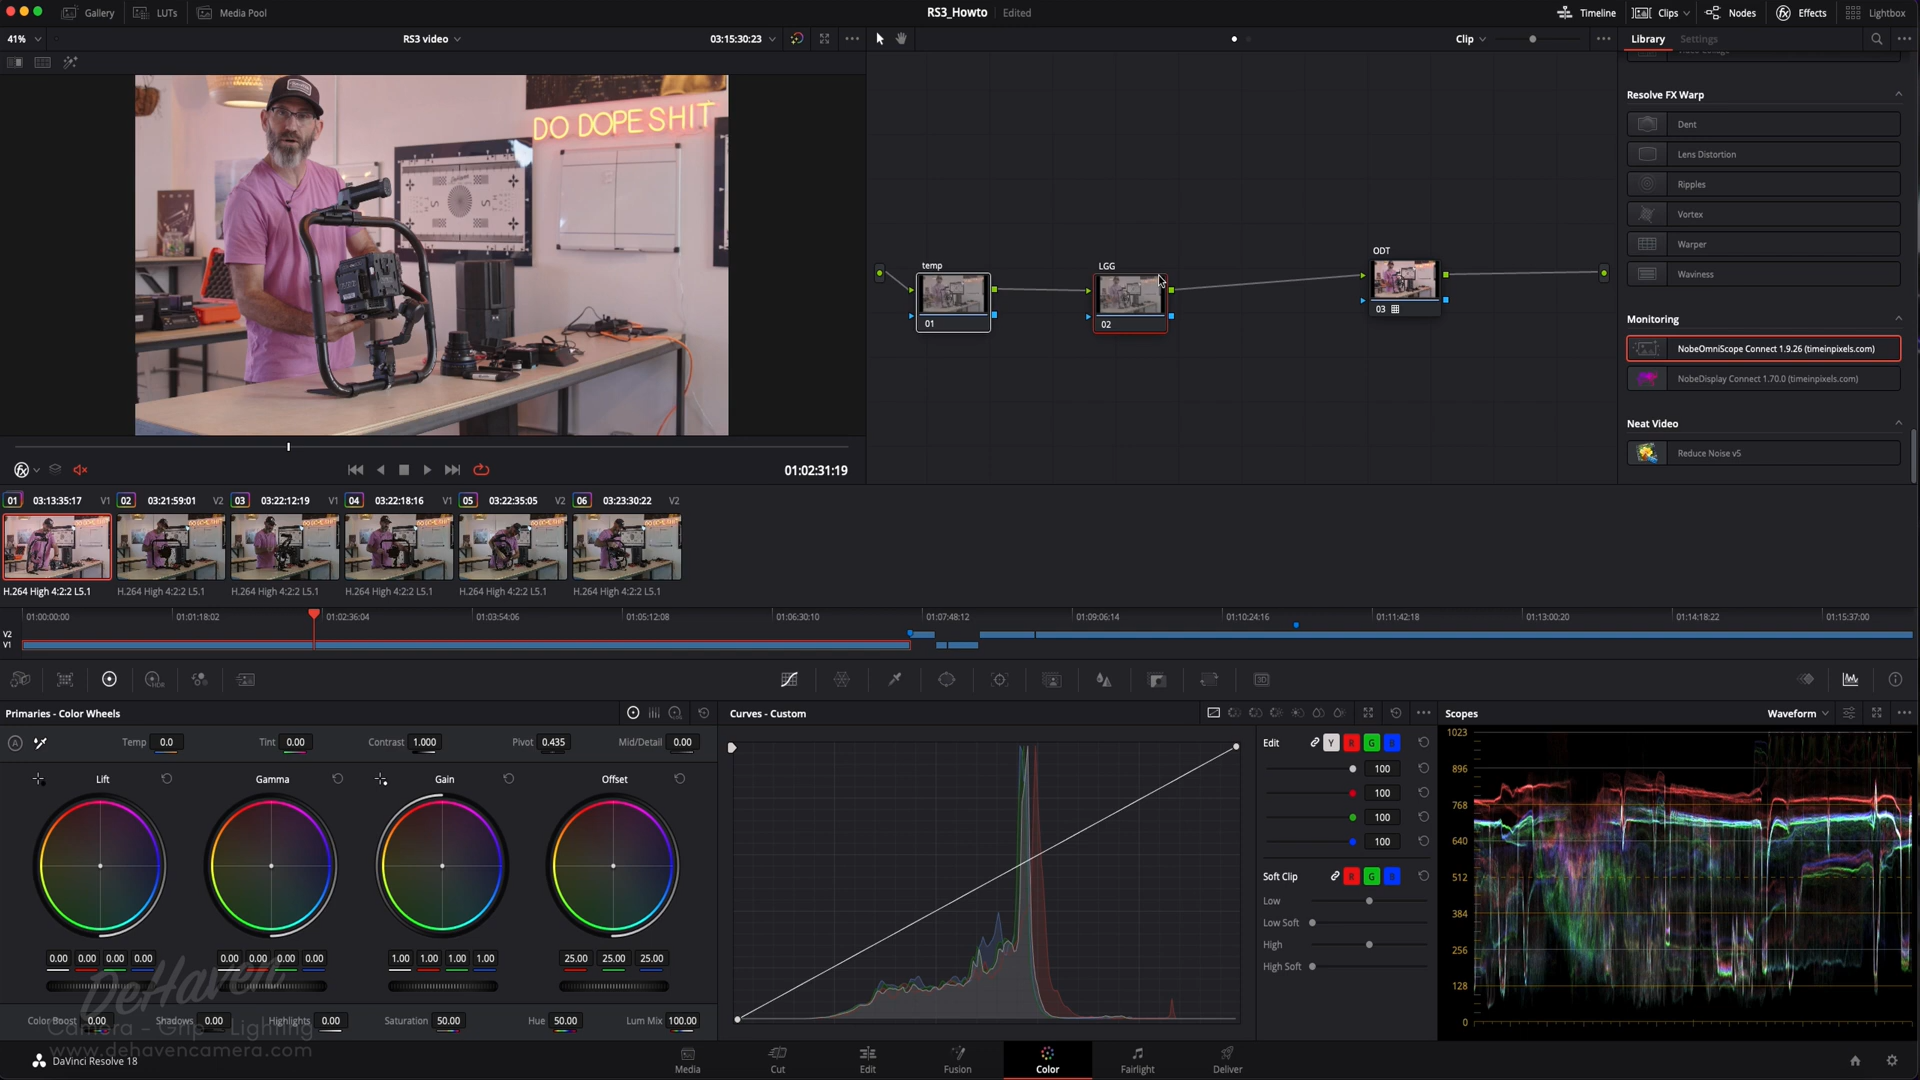 Gallery LUTs Media Pool RS3_Howto Edited Timeline Clips Nodes Effects Lightbox
41% RS3 video 03:15:30:23 Clip Library Settings
Resolve FX Warp
Dent
Lens Distortion
Ripples
Vortex
Warper
Waviness
Monitoring
NobeOmniScope Connect 1.9.26 (timeinpixels.com)
NobeDisplay Connect 1.70.0 (timeinpixels.com)
Neat Video
Reduce Noise v5
DO DOPE SHIT
temp LGG ODT
01 02 03
01:02:31:19
01 03:13:35:17 V1 02 03:21:59:01 V2 03 03:22:12:19 V1 04 03:22:18:16 V1 05 03:22:35:05 V2 06 03:23:30:22 V2
H.264 High 4:2:2 L5.1 H.264 High 4:2:2 L5.1 H.264 High 4:2:2 L5.1 H.264 High 4:2:2 L5.1 H.264 High 4:2:2 L5.1 H.264 High 4:2:2 L5.1
01:00:00:00 01:01:18:02 01:02:36:04 01:03:54:06 01:05:12:08 01:06:30:10 01:07:48:12 01:09:06:14 01:10:24:16 01:11:42:18 01:13:00:20 01:14:18:22 01:15:37:00
V2
V1
HDR 3D
Primaries - Color Wheels
A Temp 0.0 Tint 0.00 Contrast 1.000 Pivot 0.435 Mid/Detail 0.00
Lift Gamma Gain Offset
0.00 0.00 0.00 0.00 0.00 0.00 0.00 0.00 1.00 1.00 1.00 1.00 25.00 25.00 25.00
Color Boost 0.00 Shadows 0.00 Highlights 0.00 Saturation 50.00 Hue 50.00 Lum Mix 100.00
Curves - Custom
Edit Y R G B
100
100
100
100
Soft Clip R G B
Low
Low Soft
High
High Soft
Scopes Waveform
1023
896
768
640
512
384
256
128
0
DeHaven
Camera - Grip - Lighting
www.dehavencamera.com
DaVinci Resolve 18 Media Cut Edit Fusion Color Fairlight Deliver